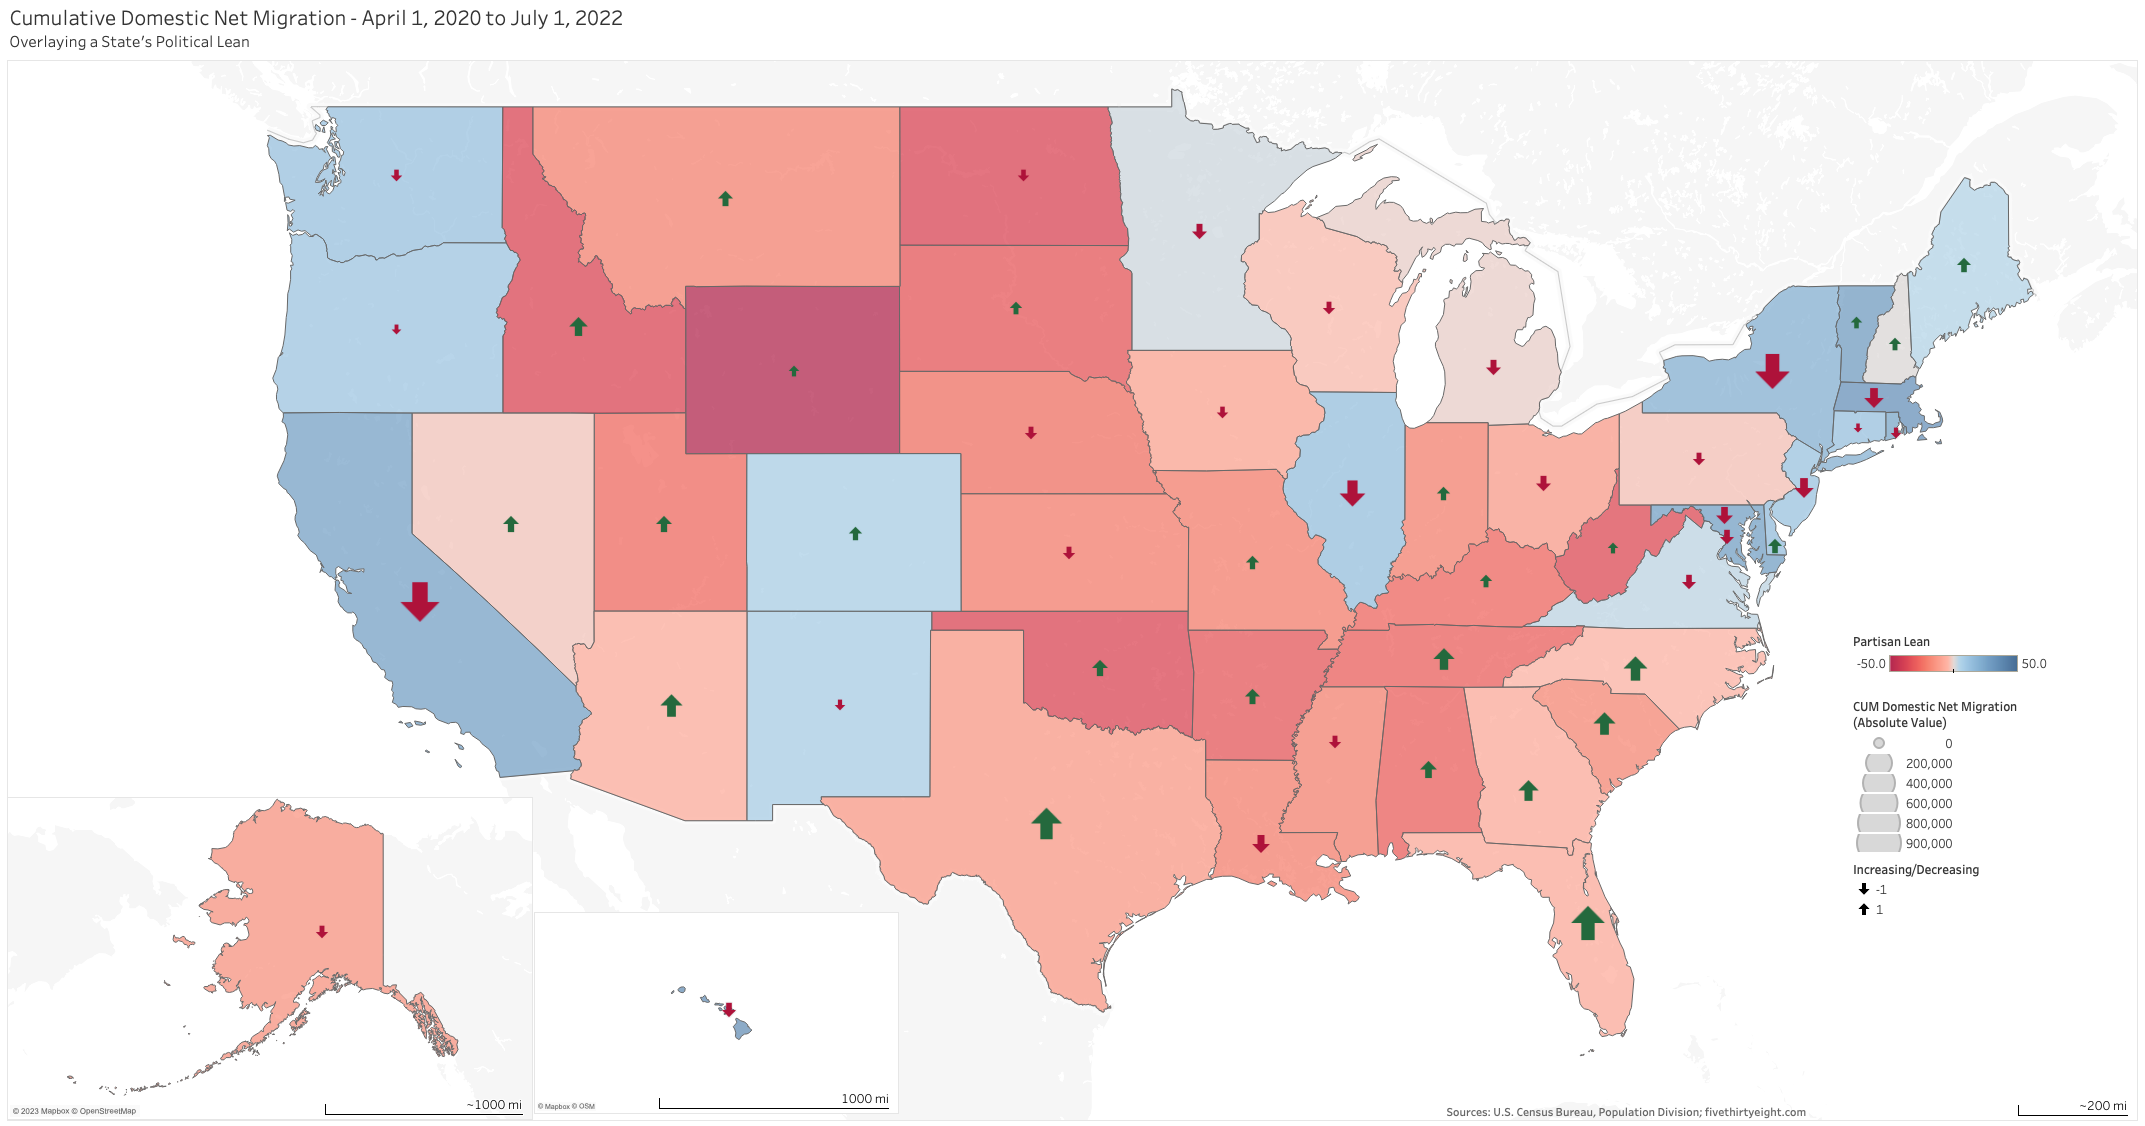 Cumulative Domestic Net Migration - April 1, 2020 to July 1, 2022
Overlaying a State's Political Lean
Partisan Lean
-50.0 50.0
CUM Domestic Net Migration
(Absolute Value)
0
200,000
400,000
600,000
800,000
900,000
Increasing/Decreasing
-1
1
© 2023 Mapbox © OpenStreetMap
~1000 mi
© Mapbox © OSM
1000 mi
Sources: U.S. Census Bureau, Population Division; fivethirtyeight.com
~200 mi